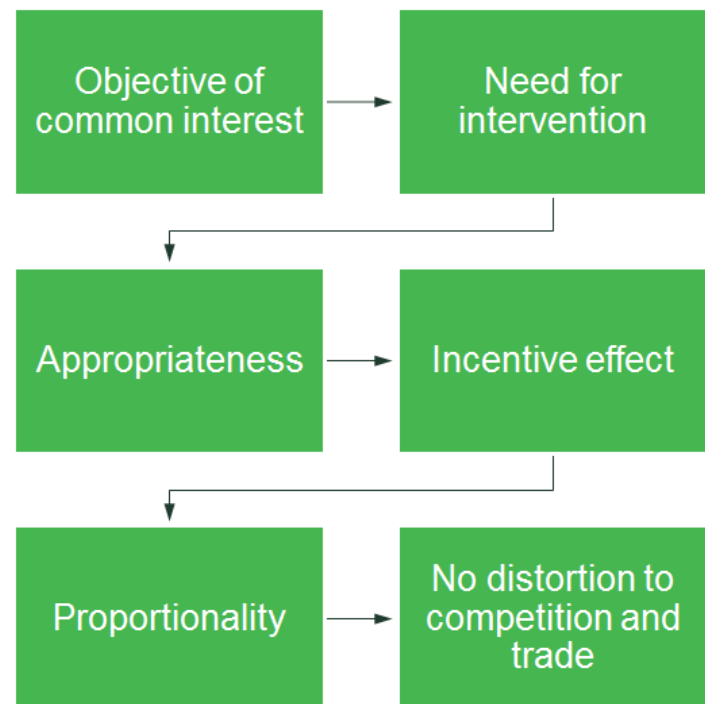 Objective of
common interest
Need for
intervention
Appropriateness
Incentive effect
Proportionality
No distortion to
competition and
trade